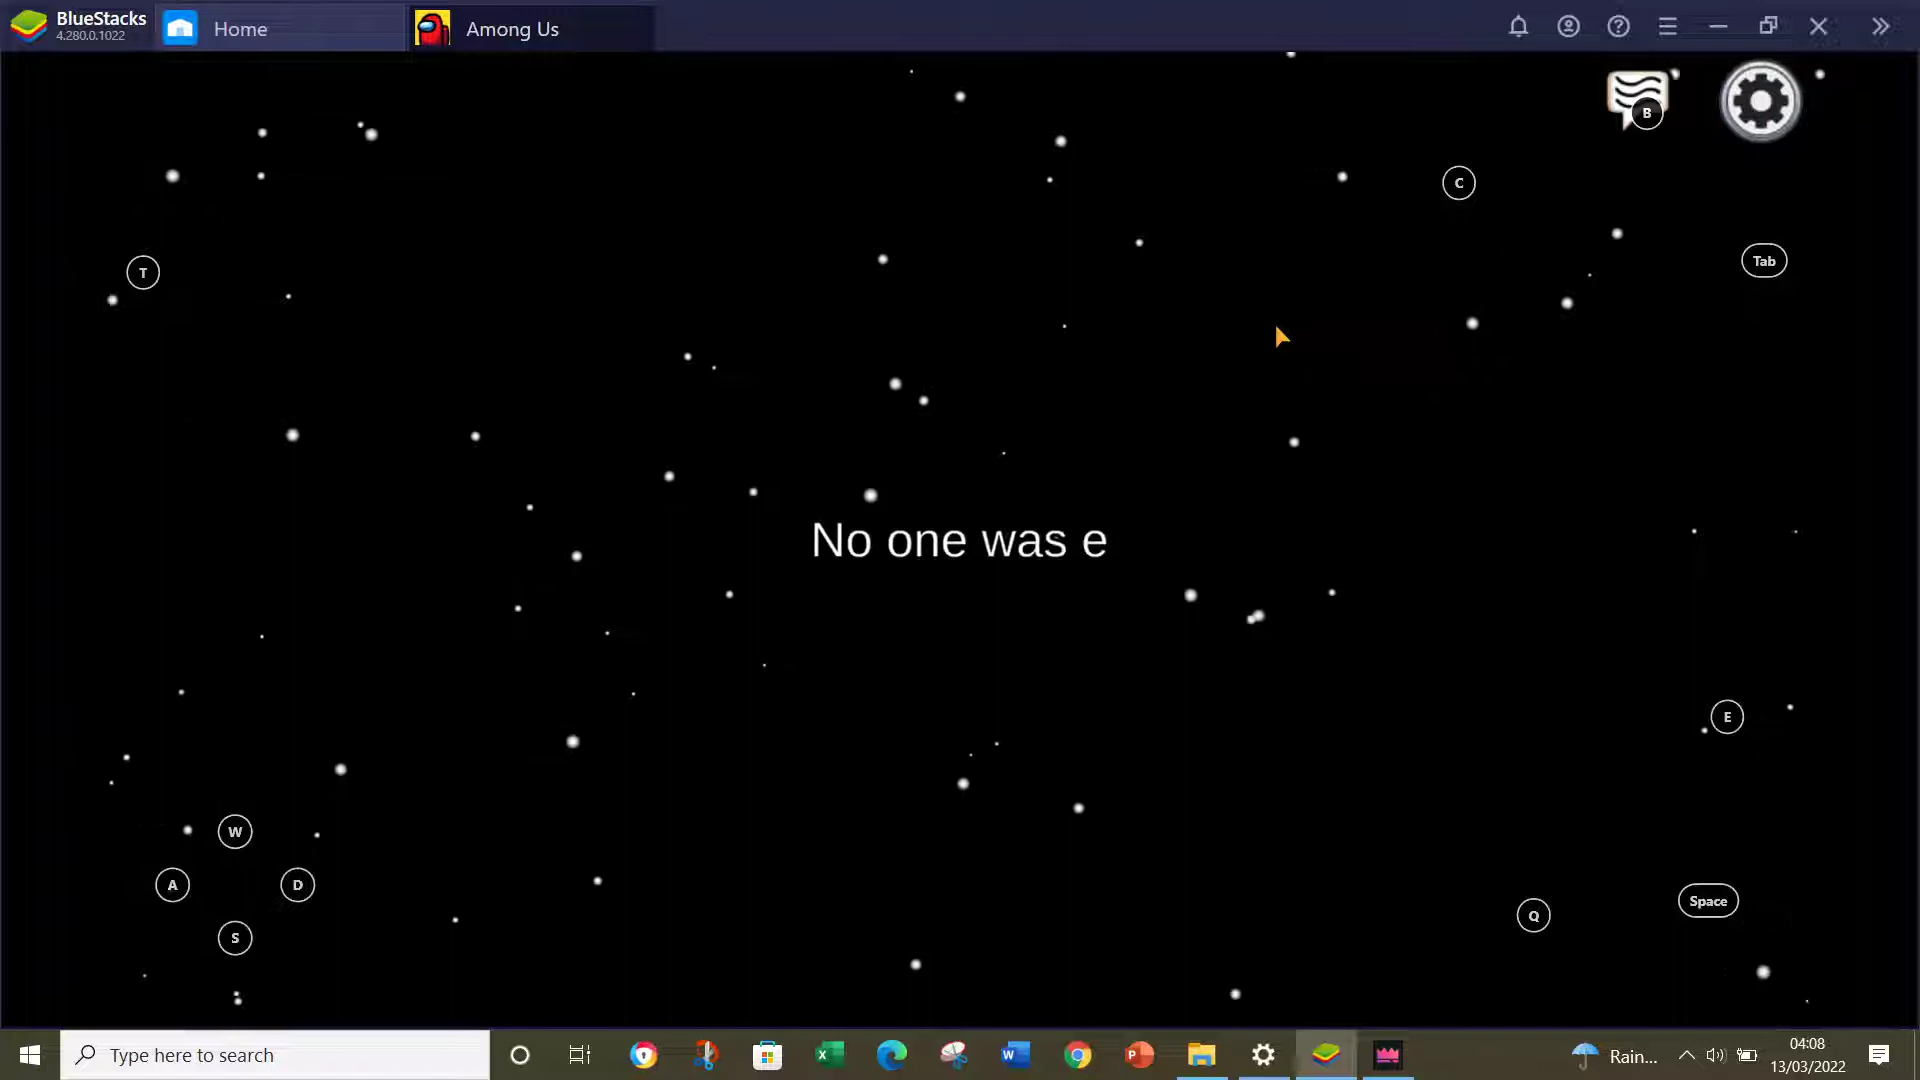 BlueStacks
4.280.0.1022
Home
Among Us
B
C
T
Tab
No one was e
E
W
A
D
S
Q
Space
Type here to search
Rain...
04:08
13/03/2022